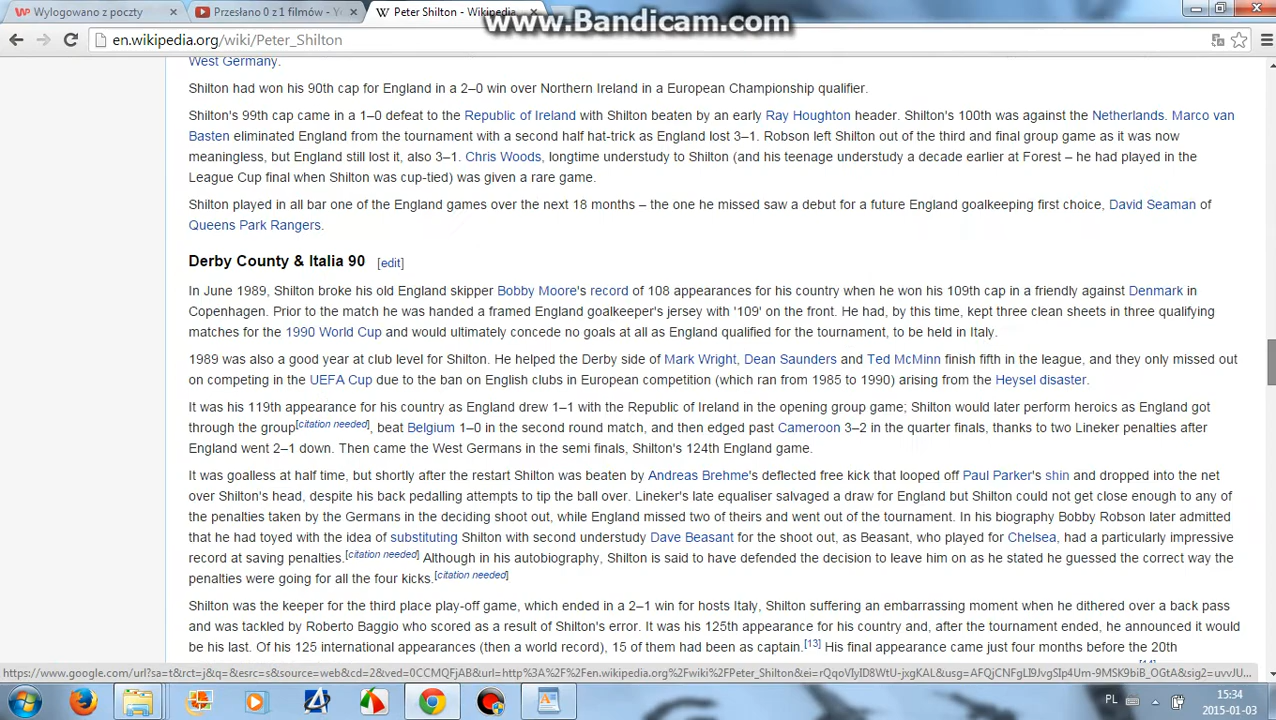 Wylogowano z poczty
Przesłano 0 z 1 filmów - Yo
Peter Shilton - Wikipedia,
www.Bandicam.com
en.wikipedia.org/wiki/Peter_Shilton
West Germany.
Shilton had won his 90th cap for England in a 2–0 win over Northern Ireland in a European Championship qualifier.
Shilton's 99th cap came in a 1–0 defeat to the Republic of Ireland with Shilton beaten by an early Ray Houghton header. Shilton's 100th was against the Netherlands. Marco van
Basten eliminated England from the tournament with a second half hat-trick as England lost 3–1. Robson left Shilton out of the third and final group game as it was now
meaningless, but England still lost it, also 3–1. Chris Woods, longtime understudy to Shilton (and his teenage understudy a decade earlier at Forest – he had played in the
League Cup final when Shilton was cup-tied) was given a rare game.
Shilton played in all bar one of the England games over the next 18 months – the one he missed saw a debut for a future England goalkeeping first choice, David Seaman of
Queens Park Rangers.
Derby County & Italia 90 [edit]
In June 1989, Shilton broke his old England skipper Bobby Moore's record of 108 appearances for his country when he won his 109th cap in a friendly against Denmark in
Copenhagen. Prior to the match he was handed a framed England goalkeeper's jersey with '109' on the front. He had, by this time, kept three clean sheets in three qualifying
matches for the 1990 World Cup and would ultimately concede no goals at all as England qualified for the tournament, to be held in Italy.
1989 was also a good year at club level for Shilton. He helped the Derby side of Mark Wright, Dean Saunders and Ted McMinn finish fifth in the league, and they only missed out
on competing in the UEFA Cup due to the ban on English clubs in European competition (which ran from 1985 to 1990) arising from the Heysel disaster.
It was his 119th appearance for his country as England drew 1–1 with the Republic of Ireland in the opening group game; Shilton would later perform heroics as England got
through the group[citation needed], beat Belgium 1–0 in the second round match, and then edged past Cameroon 3–2 in the quarter finals, thanks to two Lineker penalties after
England went 2–1 down. Then came the West Germans in the semi finals, Shilton's 124th England game.
It was goalless at half time, but shortly after the restart Shilton was beaten by Andreas Brehme's deflected free kick that looped off Paul Parker's shin and dropped into the net
over Shilton's head, despite his back pedalling attempts to tip the ball over. Lineker's late equaliser salvaged a draw for England but Shilton could not get close enough to any of
the penalties taken by the Germans in the deciding shoot out, while England missed two of theirs and went out of the tournament. In his biography Bobby Robson later admitted
that he had toyed with the idea of substituting Shilton with second understudy Dave Beasant for the shoot out, as Beasant, who played for Chelsea, had a particularly impressive
record at saving penalties.[citation needed] Although in his autobiography, Shilton is said to have defended the decision to leave him on as he stated he guessed the correct way the
penalties were going for all the four kicks.[citation needed]
Shilton was the keeper for the third place play-off game, which ended in a 2–1 win for hosts Italy, Shilton suffering an embarrassing moment when he dithered over a back pass
and was tackled by Roberto Baggio who scored as a result of Shilton's error. It was his 125th appearance for his country and, after the tournament ended, he announced it would
be his last. Of his 125 international appearances (then a world record), 15 of them had been as captain.[13] His final appearance came just four months before the 20th
PL
15:34
2015-01-03